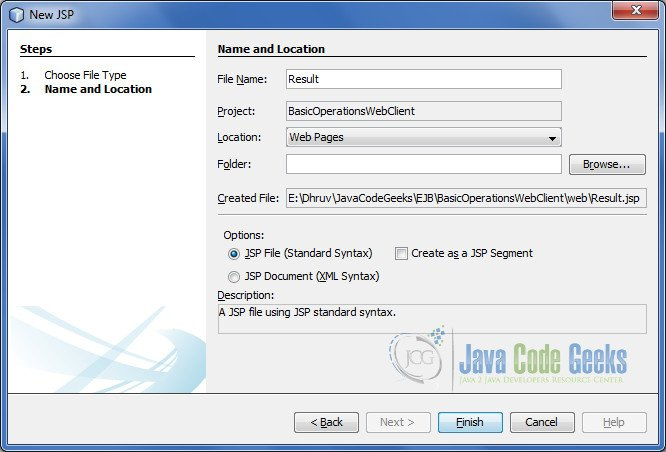 New JSP
Steps
1. Choose File Type
2. Name and Location
Name and Location
File Name: Result
Project: BasicOperationsWebClient
Location: Web Pages
Folder: Browse...
Created File: E:\Dhruv\JavaCodeGeeks\EJB\BasicOperationsWebClient\web\Result.jsp
Options:
JSP File (Standard Syntax) Create as a JSP Segment
JSP Document (XML Syntax)
Description:
A JSP file using JSP standard syntax.
JCG
Java Code Geeks
Java 2 Java Developers Resource Center
< Back Next > Finish Cancel Help